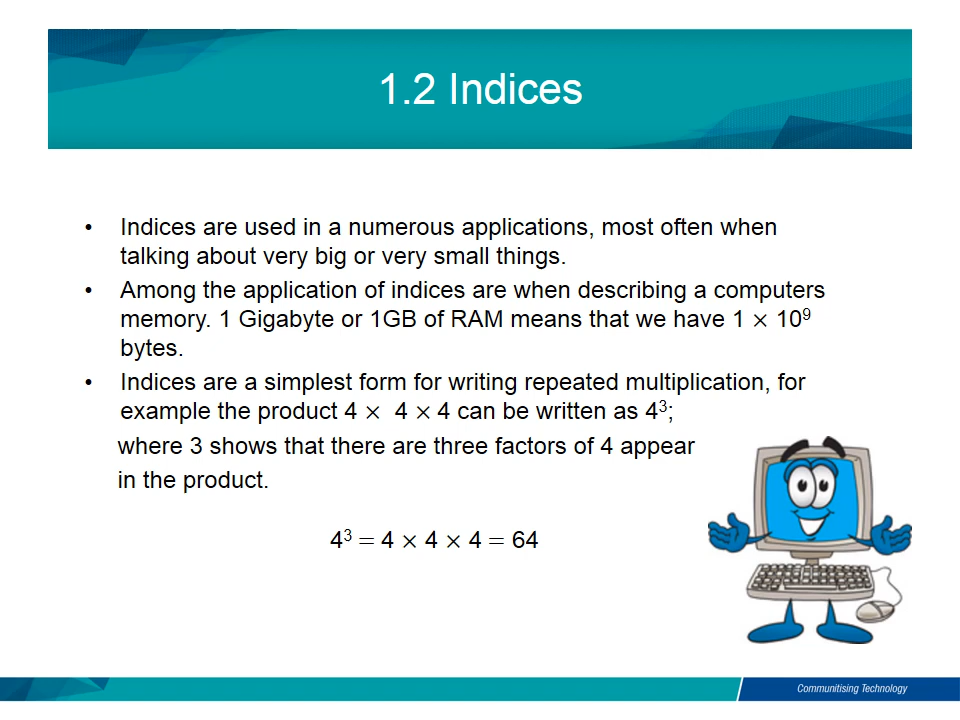 1.2 Indices
• Indices are used in a numerous applications, most often when
talking about very big or very small things.
• Among the application of indices are when describing a computers
memory. 1 Gigabyte or 1GB of RAM means that we have 1 × 10⁹
bytes.
• Indices are a simplest form for writing repeated multiplication, for
example the product 4 × 4 × 4 can be written as 4³;
where 3 shows that there are three factors of 4 appear
in the product.
4³ = 4 × 4 × 4 = 64
Communitising Technology